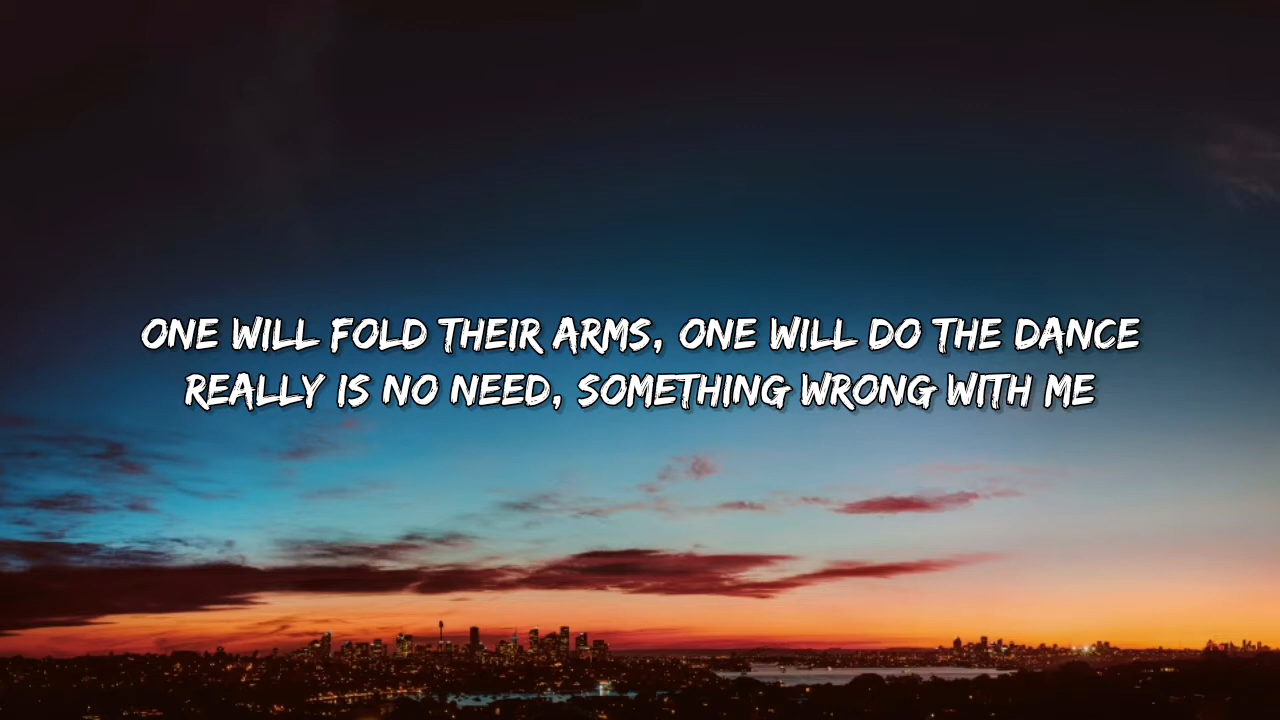 ONE WILL FOLD THEIR ARMS, ONE WILL DO THE DANCE
REALLY IS NO NEED, SOMETHING WRONG WITH ME